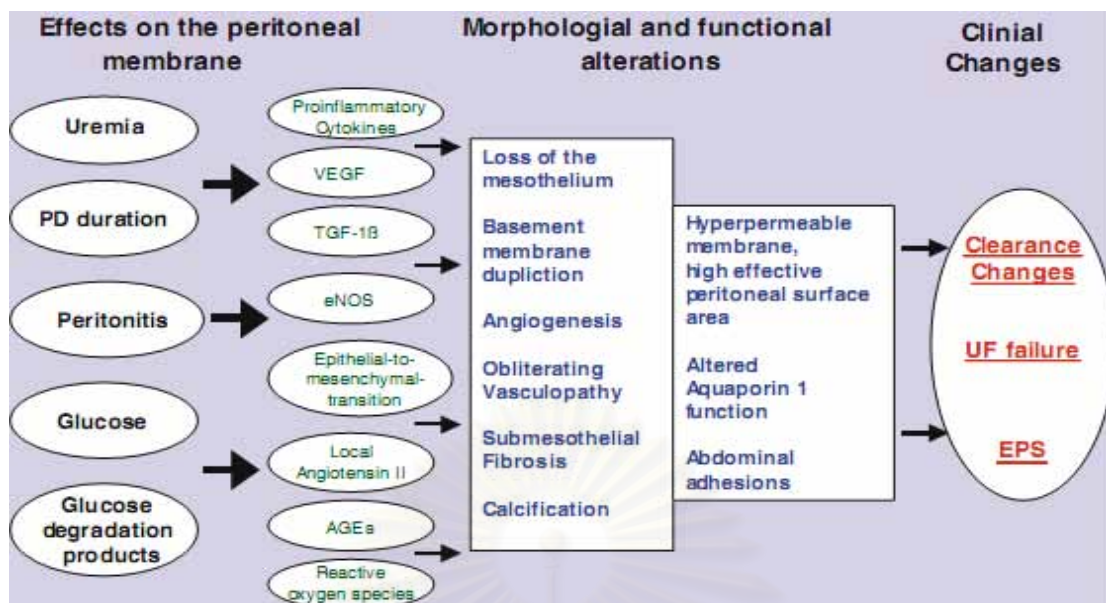 Effects on the peritoneal
membrane
Morphologial and functional
alterations
Clinial
Changes
Uremia
PD duration
Peritonitis
Glucose
Glucose
degradation
products
Proinflammatory
Cytokines
VEGF
TGF-1ß
eNOS
Epithelial-to-
mesenchymal-
transition
Local
Angiotensin II
AGEs
Reactive
oxygen species
Loss of the
mesothelium
Basement
membrane
dupliction
Angiogenesis
Obliterating
Vasculopathy
Submesothelial
Fibrosis
Calcification
Hyperpermeable
membrane,
high effective
peritoneal surface
area
Altered
Aquaporin 1
function
Abdominal
adhesions
Clearance
Changes
UF failure
EPS